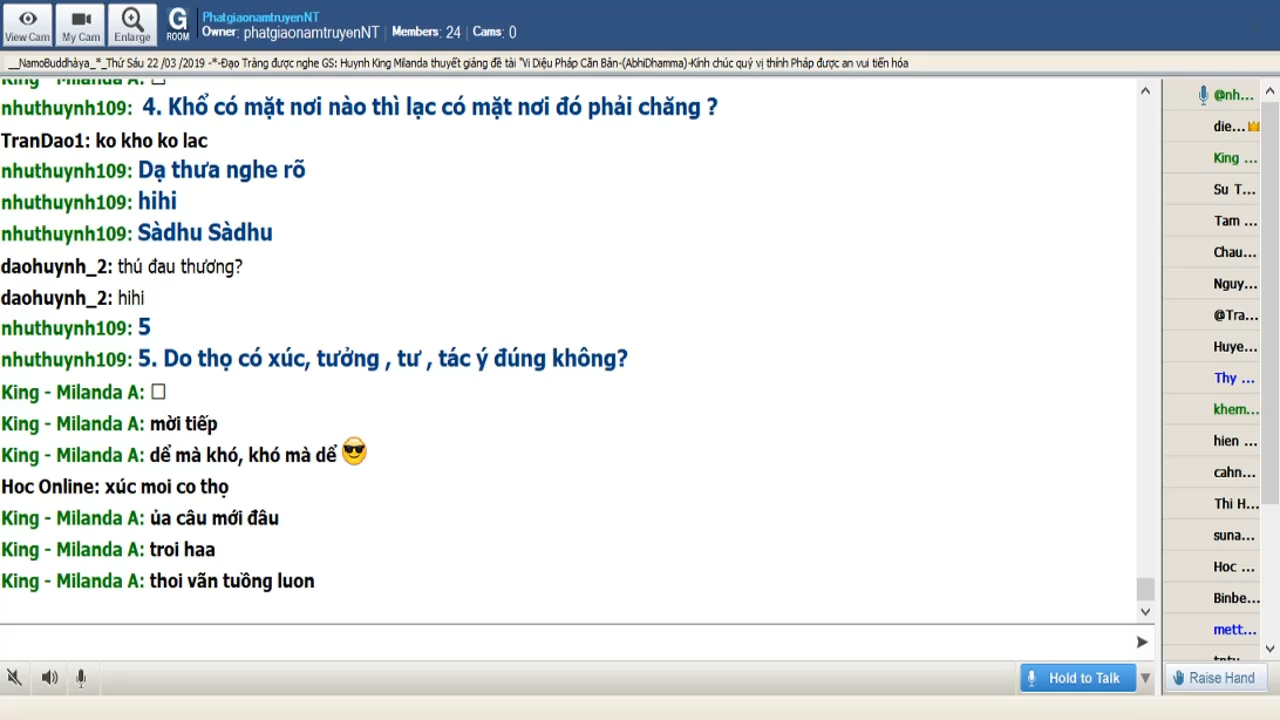 View Cam
My Cam
Enlarge
G
ROOM
PhatgiaonamtruyenNT
Owner: phatgiaonamtruyenNT | Members: 24 | Cams: 0
__NamoBuddhàya_*_Thứ Sáu 22 /03 /2019 -*-Đạo Tràng được nghe GS: Huynh King Milanda thuyết giảng đề tài "Vi Diệu Pháp Căn Bản-(AbhiDhamma)-Kính chúc quý vị thính Pháp được an vui tiến hóa
King - Milanda A: □
nhuthuynh109: 4. Khổ có mặt nơi nào thì lạc có mặt nơi đó phải chăng ?
TranDao1: ko kho ko lac
nhuthuynh109: Dạ thưa nghe rõ
nhuthuynh109: hihi
nhuthuynh109: Sàdhu Sàdhu
daohuynh_2: thú đau thương?
daohuynh_2: hihi
nhuthuynh109: 5
nhuthuynh109: 5. Do thọ có xúc, tưởng , tư , tác ý đúng không?
King - Milanda A: □
King - Milanda A: mời tiếp
King - Milanda A: dể mà khó, khó mà dể 😎
Hoc Online: xúc moi co thọ
King - Milanda A: ủa câu mới đâu
King - Milanda A: troi haa
King - Milanda A: thoi vãn tuồng luon
@nh...
die...
King ...
Su T...
Tam ...
Chau...
Nguy...
@Tra...
Huye...
Thy ...
khem...
hien ...
cahn...
Thi H...
suna...
Hoc ...
Binbe...
mett...
Hold to Talk
Raise Hand